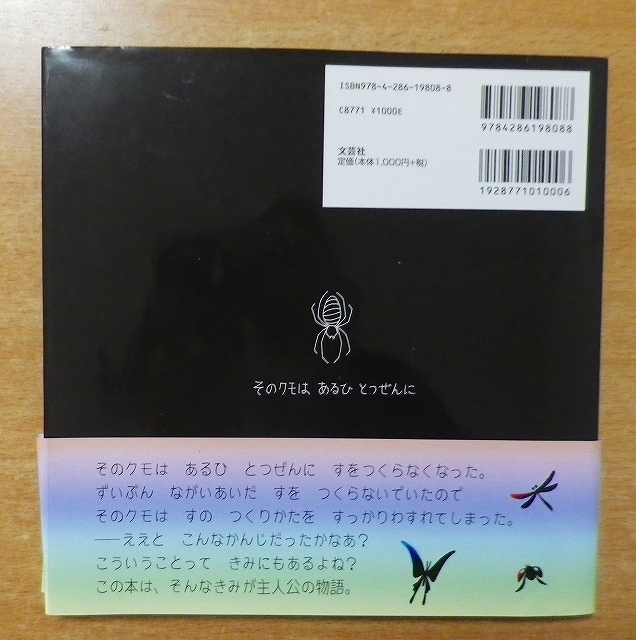 ISBN978-4-286-19808-8
C8771 ¥1000E
文芸社
定価(本体1,000円+税)
9784286198088
1928771010006
そのクモは、あるひ とつぜんに
そのクモは あるひ とつぜんに すをつくらなくなった。
ずいぶん ながいあいだ すを つくらないでいたので
そのクモは すの つくりかたを すっかりわすれてしまった。
――ええと こんなかんじだったかなあ?
こういうことって きみにもあるよね?
この本は、そんなきみが主人公の物語。